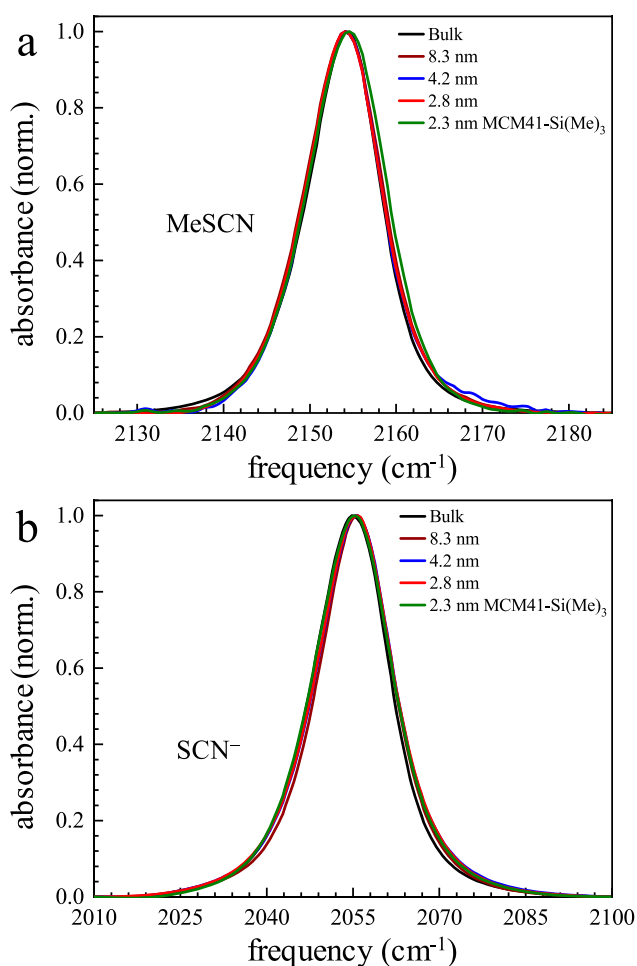 a
Bulk
8.3 nm
4.2 nm
2.8 nm
2.3 nm MCM41-Si(Me)₃
MeSCN
absorbance (norm.)
1.0
0.8
0.6
0.4
0.2
0.0
2130 2140 2150 2160 2170 2180
frequency (cm⁻¹)
b
Bulk
8.3 nm
4.2 nm
2.8 nm
2.3 nm MCM41-Si(Me)₃
SCN⁻
absorbance (norm.)
1.0
0.8
0.6
0.4
0.2
0.0
2010 2025 2040 2055 2070 2085 2100
frequency (cm⁻¹)